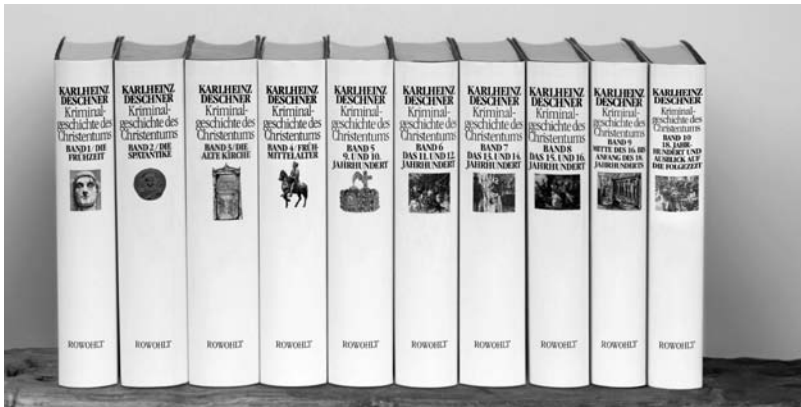 KARLHEINZ
DESCHNER
Kriminal-
geschichte des
Christentums
BAND 1 / DIE
FRÜHZEIT
ROWOHLT
KARLHEINZ
DESCHNER
Kriminal-
geschichte des
Christentums
BAND 2 / DIE
SPÄTANTIKE
ROWOHLT
KARLHEINZ
DESCHNER
Kriminal-
geschichte des
Christentums
BAND 3 / DIE
ALTE KIRCHE
ROWOHLT
KARLHEINZ
DESCHNER
Kriminal-
geschichte des
Christentums
BAND 4 / FRÜH-
MITTELALTER
ROWOHLT
KARLHEINZ
DESCHNER
Kriminal-
geschichte des
Christentums
BAND 5
9. UND 10.
JAHRHUNDERT
ROWOHLT
KARLHEINZ
DESCHNER
Kriminal-
geschichte des
Christentums
BAND 6
DAS 11. UND 12.
JAHRHUNDERT
ROWOHLT
KARLHEINZ
DESCHNER
Kriminal-
geschichte des
Christentums
BAND 7
DAS 13. UND 14.
JAHRHUNDERT
ROWOHLT
KARLHEINZ
DESCHNER
Kriminal-
geschichte des
Christentums
BAND 8
DAS 15. UND 16.
JAHRHUNDERT
ROWOHLT
KARLHEINZ
DESCHNER
Kriminal-
geschichte des
Christentums
BAND 9
MITTE DES 16. BIS
ANFANG DES 18.
JAHRHUNDERTS
ROWOHLT
KARLHEINZ
DESCHNER
Kriminal-
geschichte des
Christentums
BAND 10
18. JAHR-
HUNDERT UND
AUSBLICK AUF
DIE FOLGEZEIT
ROWOHLT